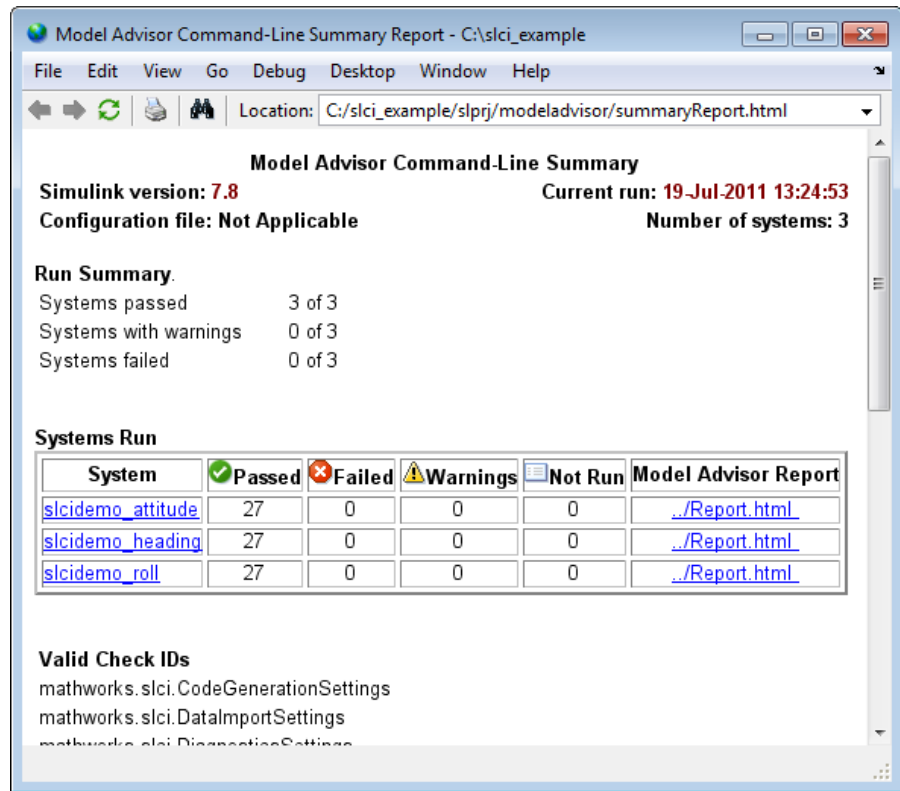 Model Advisor Command-Line Summary Report - C:\slci_example
File Edit View Go Debug Desktop Window Help
Location: C:/slci_example/slprj/modeladvisor/summaryReport.html
Model Advisor Command-Line Summary
Simulink version: 7.8 Current run: 19-Jul-2011 13:24:53
Configuration file: Not Applicable Number of systems: 3
Run Summary.
Systems passed 3 of 3
Systems with warnings 0 of 3
Systems failed 0 of 3
Systems Run
System Passed Failed Warnings Not Run Model Advisor Report
slcidemo_attitude 27 0 0 0 ../Report.html
slcidemo_heading 27 0 0 0 ../Report.html
slcidemo_roll 27 0 0 0 ../Report.html
Valid Check IDs
mathworks.slci.CodeGenerationSettings
mathworks.slci.DataImportSettings
mathworks.slci.DiagnosticsSettings